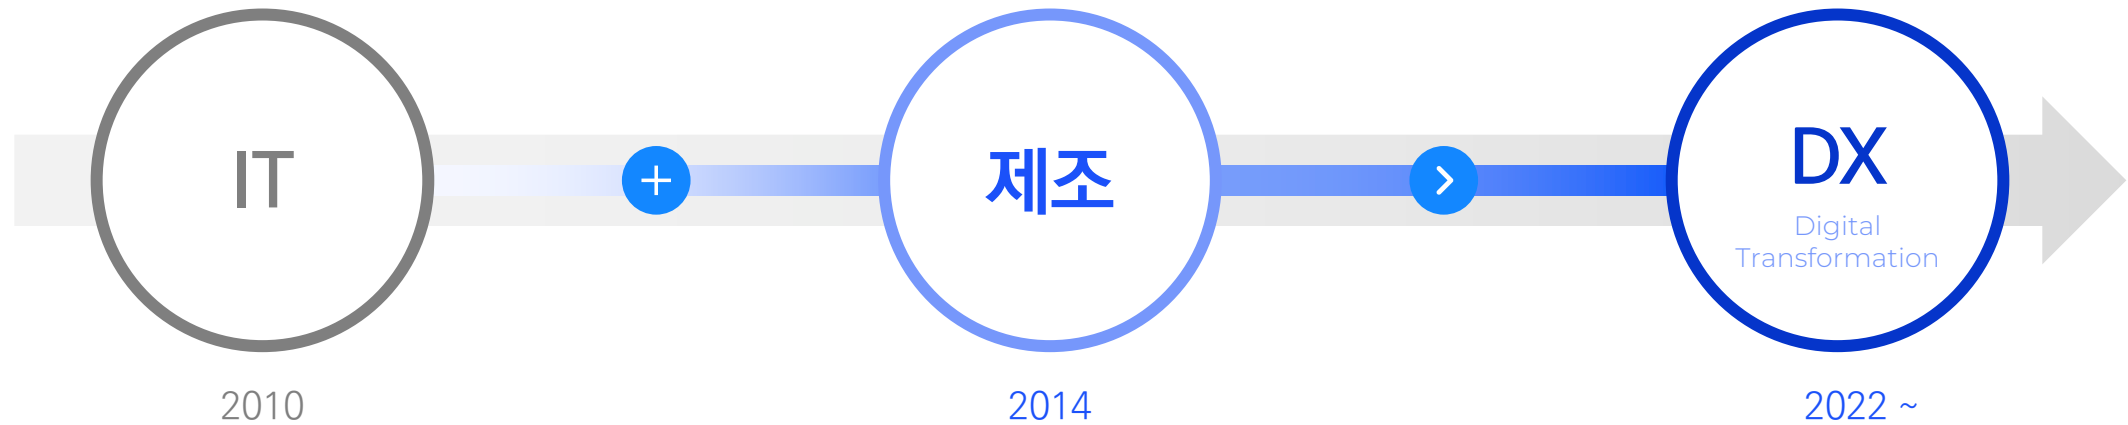 IT
제조
DX
Digital
Transformation
2010
2014
2022 ~